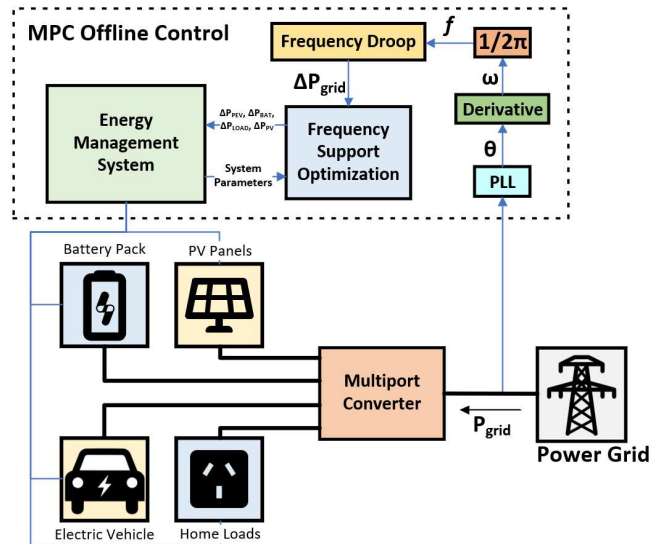 MPC Offline Control
Frequency Droop
f
1/2π
ΔPgrid
ω
Energy
Management
System
ΔPPEV, ΔPBAT,
ΔPLOAD, ΔPPV
System
Parameters
Frequency
Support
Optimization
Derivative
θ
PLL
Battery Pack
PV Panels
Multiport
Converter
Pgrid
Power Grid
Electric Vehicle
Home Loads